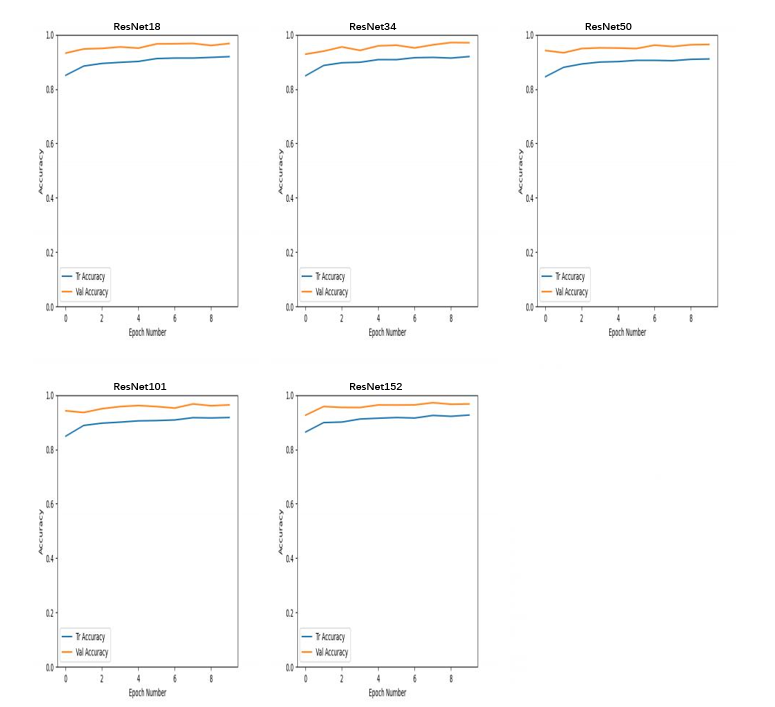 ResNet18
1.0
0.8
0.6
0.4
0.2
0.0
Accuracy
Tr Accuracy
Val Accuracy
0 2 4 6 8
Epoch Number
ResNet34
1.0
0.8
0.6
0.4
0.2
0.0
Accuracy
Tr Accuracy
Val Accuracy
0 2 4 6 8
Epoch Number
ResNet50
1.0
0.8
0.6
0.4
0.2
0.0
Accuracy
Tr Accuracy
Val Accuracy
0 2 4 6 8
Epoch Number
ResNet101
1.0
0.8
0.6
0.4
0.2
0.0
Accuracy
Tr Accuracy
Val Accuracy
0 2 4 6 8
Epoch Number
ResNet152
1.0
0.8
0.6
0.4
0.2
0.0
Accuracy
Tr Accuracy
Val Accuracy
0 2 4 6 8
Epoch Number